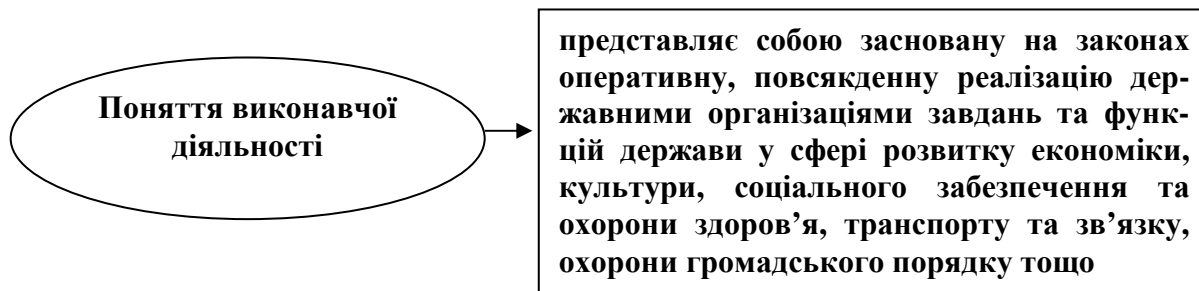 Поняття виконавчої
діяльності
представляє собою засновану на законах
оперативну, повсякденну реалізацію дер-
жавними організаціями завдань та функ-
цій держави у сфері розвитку економіки,
культури, соціального забезпечення та
охорони здоров’я, транспорту та зв’язку,
охорони громадського порядку тощо